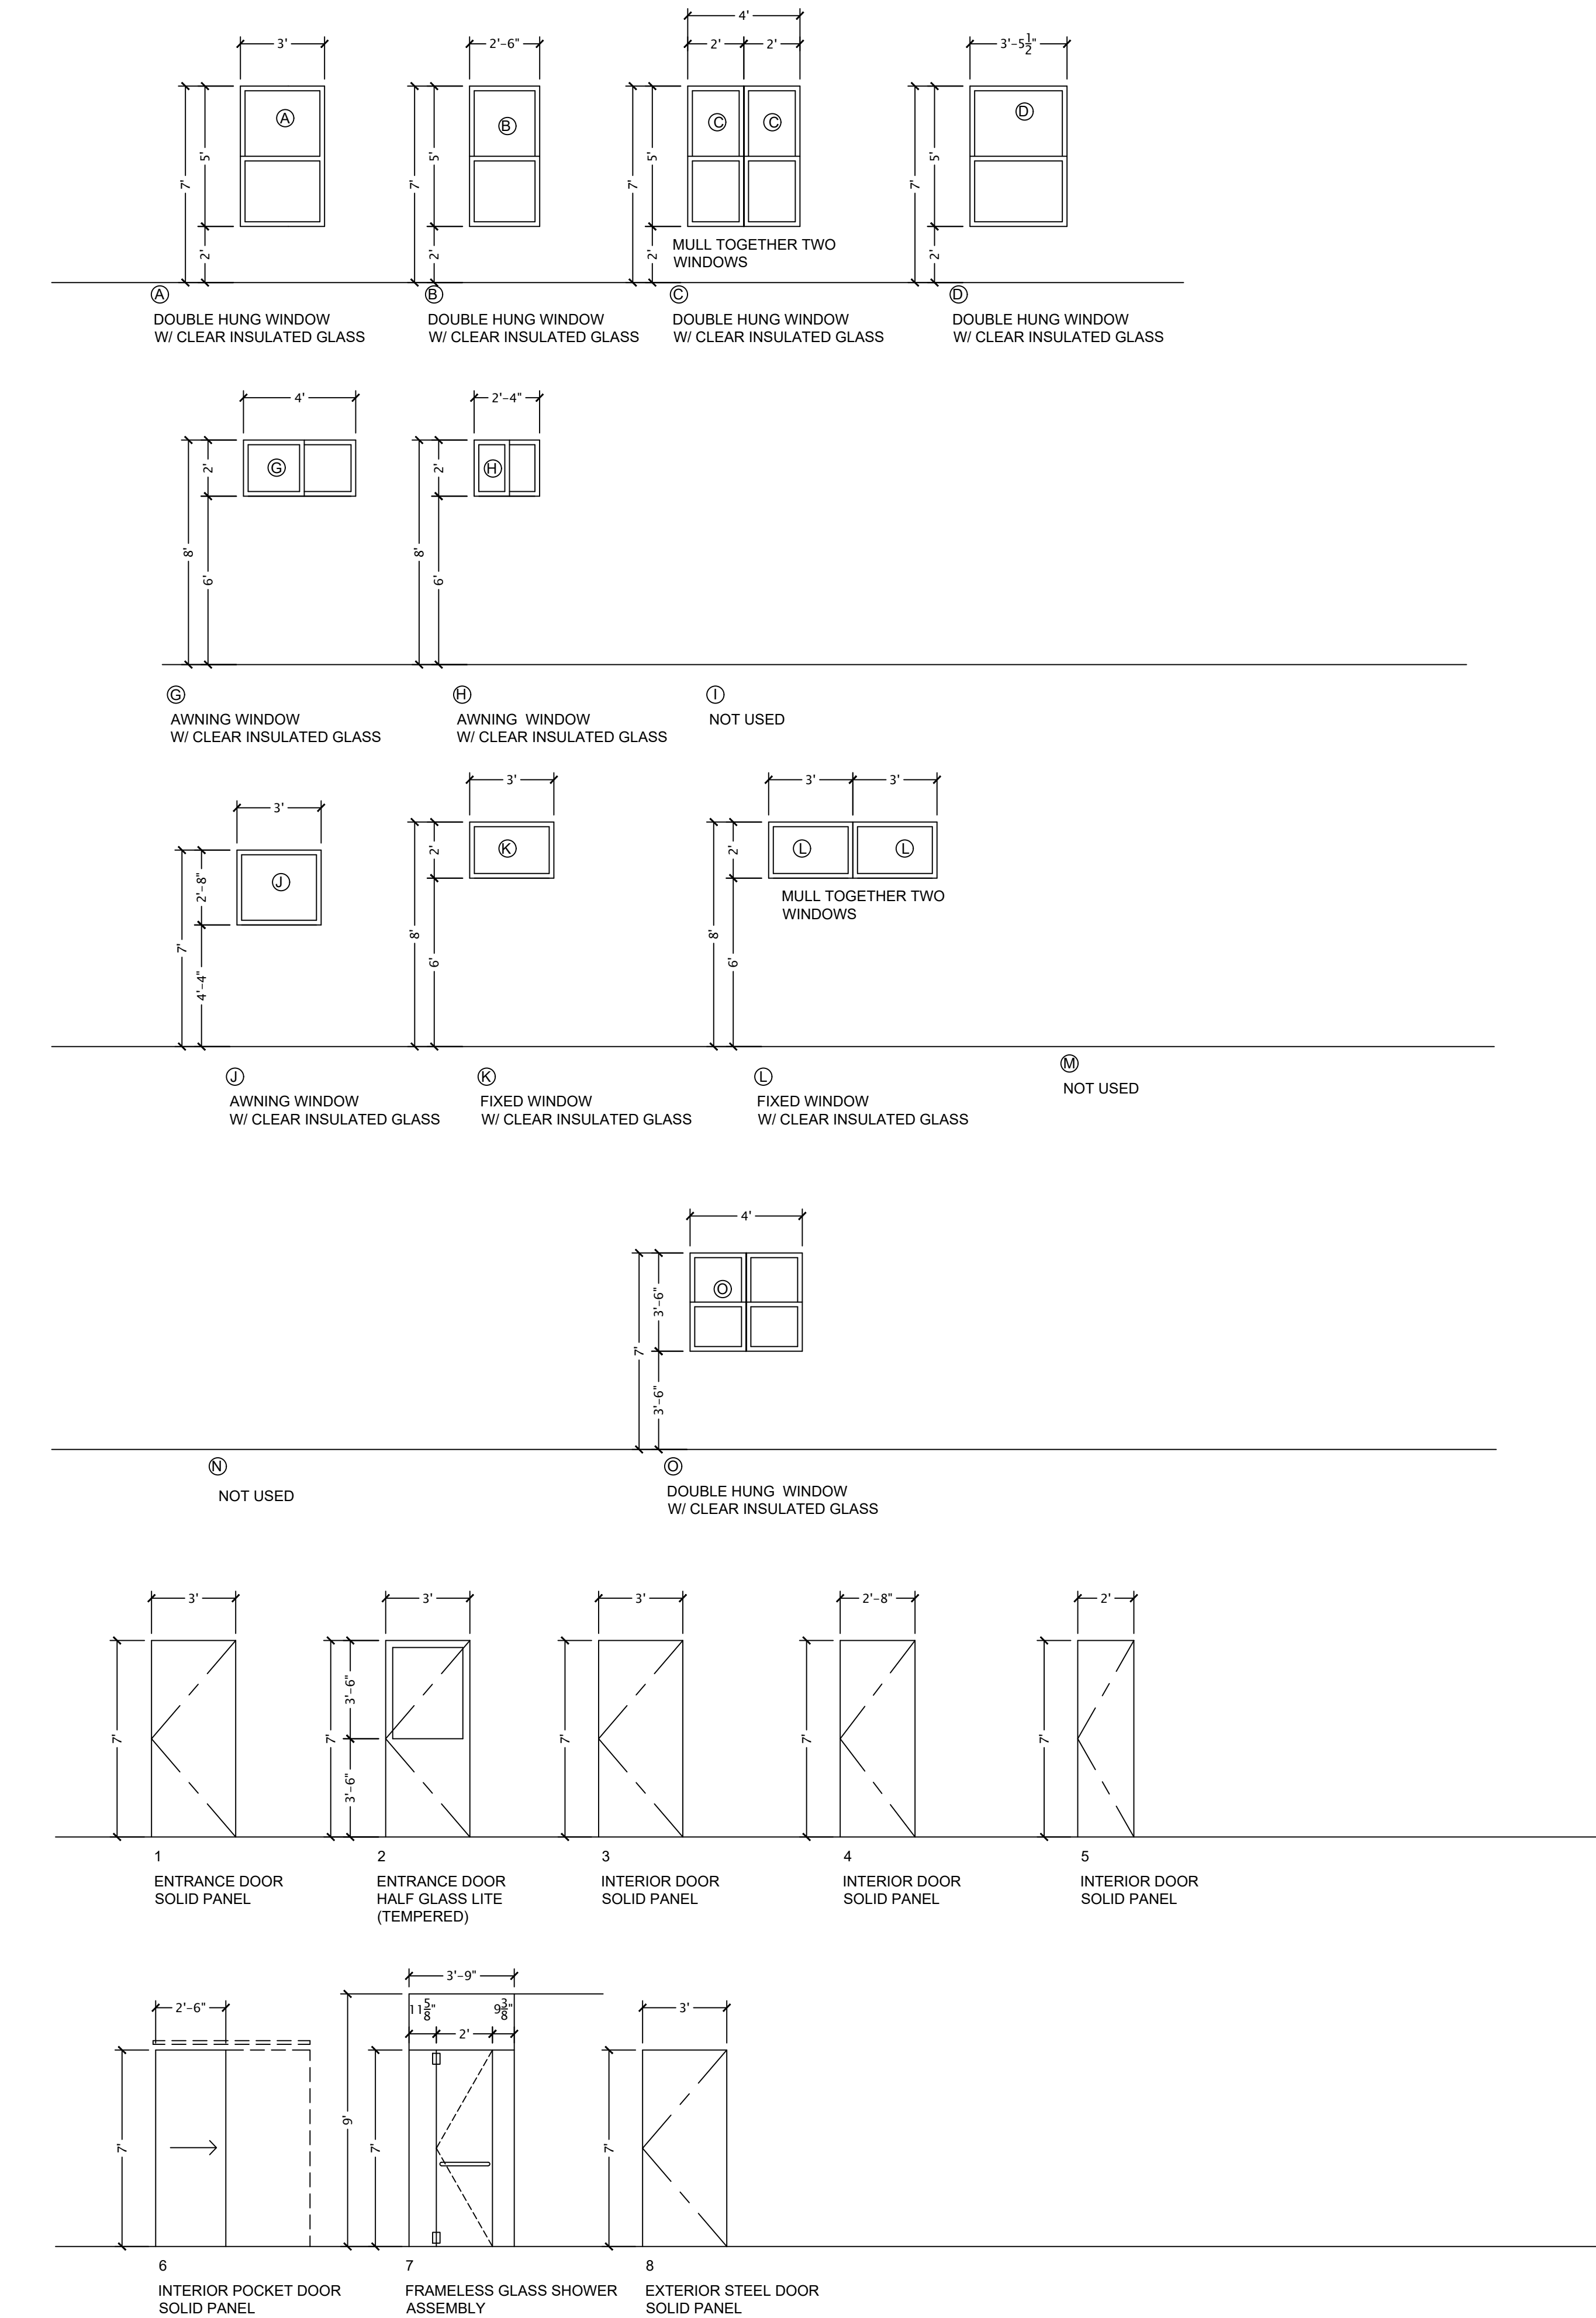 4'
3'
2'-6"
2'
2'
3'-5 1/2"
A
B
C
C
D
5'
5'
5'
5'
7'
7'
7'
7'
2'
2'
2'
2'
MULL TOGETHER TWO
WINDOWS
A
B
C
D
DOUBLE HUNG WINDOW
W/ CLEAR INSULATED GLASS
DOUBLE HUNG WINDOW
W/ CLEAR INSULATED GLASS
DOUBLE HUNG WINDOW
W/ CLEAR INSULATED GLASS
DOUBLE HUNG WINDOW
W/ CLEAR INSULATED GLASS
4'
2'-4"
2'
G
2'
H
8'
8'
6'
6'
G
AWNING WINDOW
W/ CLEAR INSULATED GLASS
H
AWNING WINDOW
W/ CLEAR INSULATED GLASS
I
NOT USED
3'
3'
3'
3'
2'-8"
J
2'
K
2'
L
L
MULL TOGETHER TWO
WINDOWS
7'
8'
8'
4'-4"
6'
6'
J
AWNING WINDOW
W/ CLEAR INSULATED GLASS
K
FIXED WINDOW
W/ CLEAR INSULATED GLASS
L
FIXED WINDOW
W/ CLEAR INSULATED GLASS
M
NOT USED
4'
3'-6"
O
7'
3'-6"
N
NOT USED
O
DOUBLE HUNG WINDOW
W/ CLEAR INSULATED GLASS
3'
3'
3'
2'-8"
2'
7'
3'-6"
7'
3'-6"
7'
7'
7'
1
ENTRANCE DOOR
SOLID PANEL
2
ENTRANCE DOOR
HALF GLASS LITE
(TEMPERED)
3
INTERIOR DOOR
SOLID PANEL
4
INTERIOR DOOR
SOLID PANEL
5
INTERIOR DOOR
SOLID PANEL
3'-9"
2'-6"
11 5/8"
9 3/8"
2'
3'
7'
9'
7'
7'
6
INTERIOR POCKET DOOR
SOLID PANEL
7
FRAMELESS GLASS SHOWER
ASSEMBLY
8
EXTERIOR STEEL DOOR
SOLID PANEL